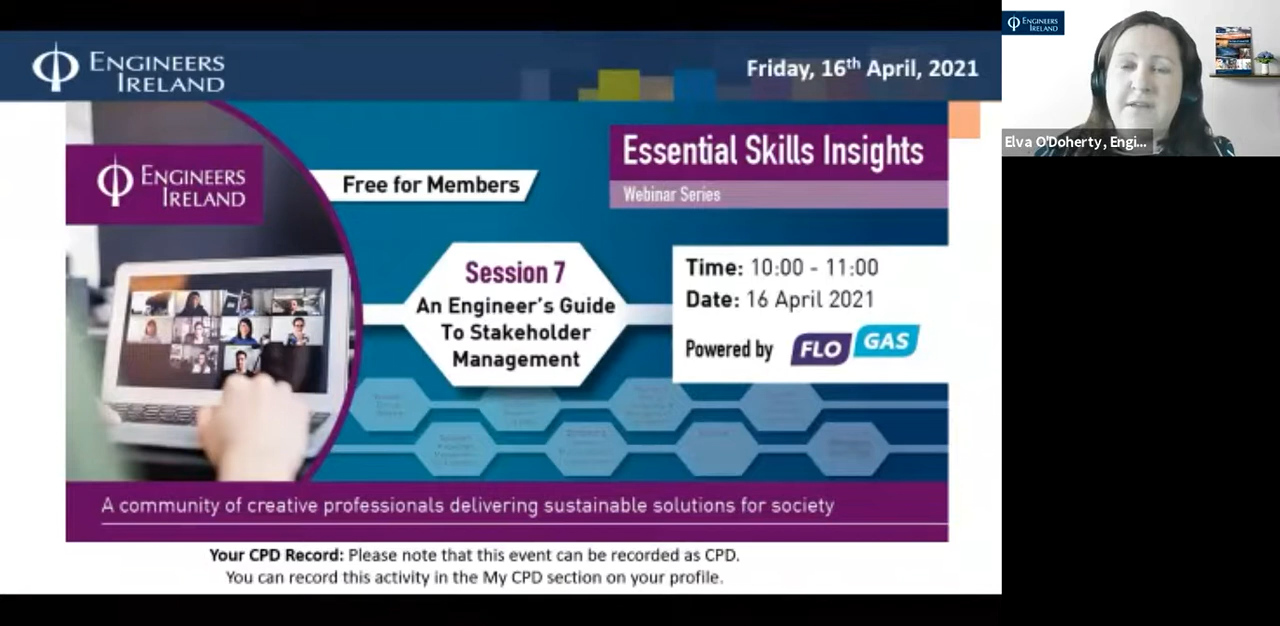 ENGINEERS
IRELAND
Friday, 16th April, 2021
ENGINEERS
IRELAND
Free for Members
Essential Skills Insights
Webinar Series
Session 7
An Engineer's Guide
To Stakeholder
Management
Time: 10:00 - 11:00
Date: 16 April 2021
Powered by FLO GAS
A community of creative professionals delivering sustainable solutions for society
Your CPD Record: Please note that this event can be recorded as CPD.
You can record this activity in the My CPD section on your profile.
ENGINEERS
IRELAND
Elva O'Doherty, Engi...